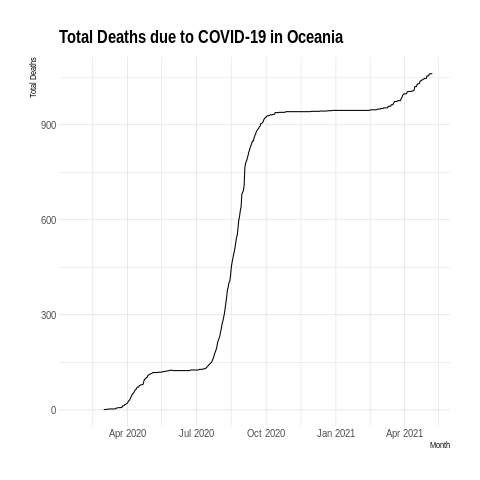 Total Deaths due to COVID-19 in Oceania
Total Deaths
900
600
300
0
Apr 2020 Jul 2020 Oct 2020 Jan 2021 Apr 2021
Month